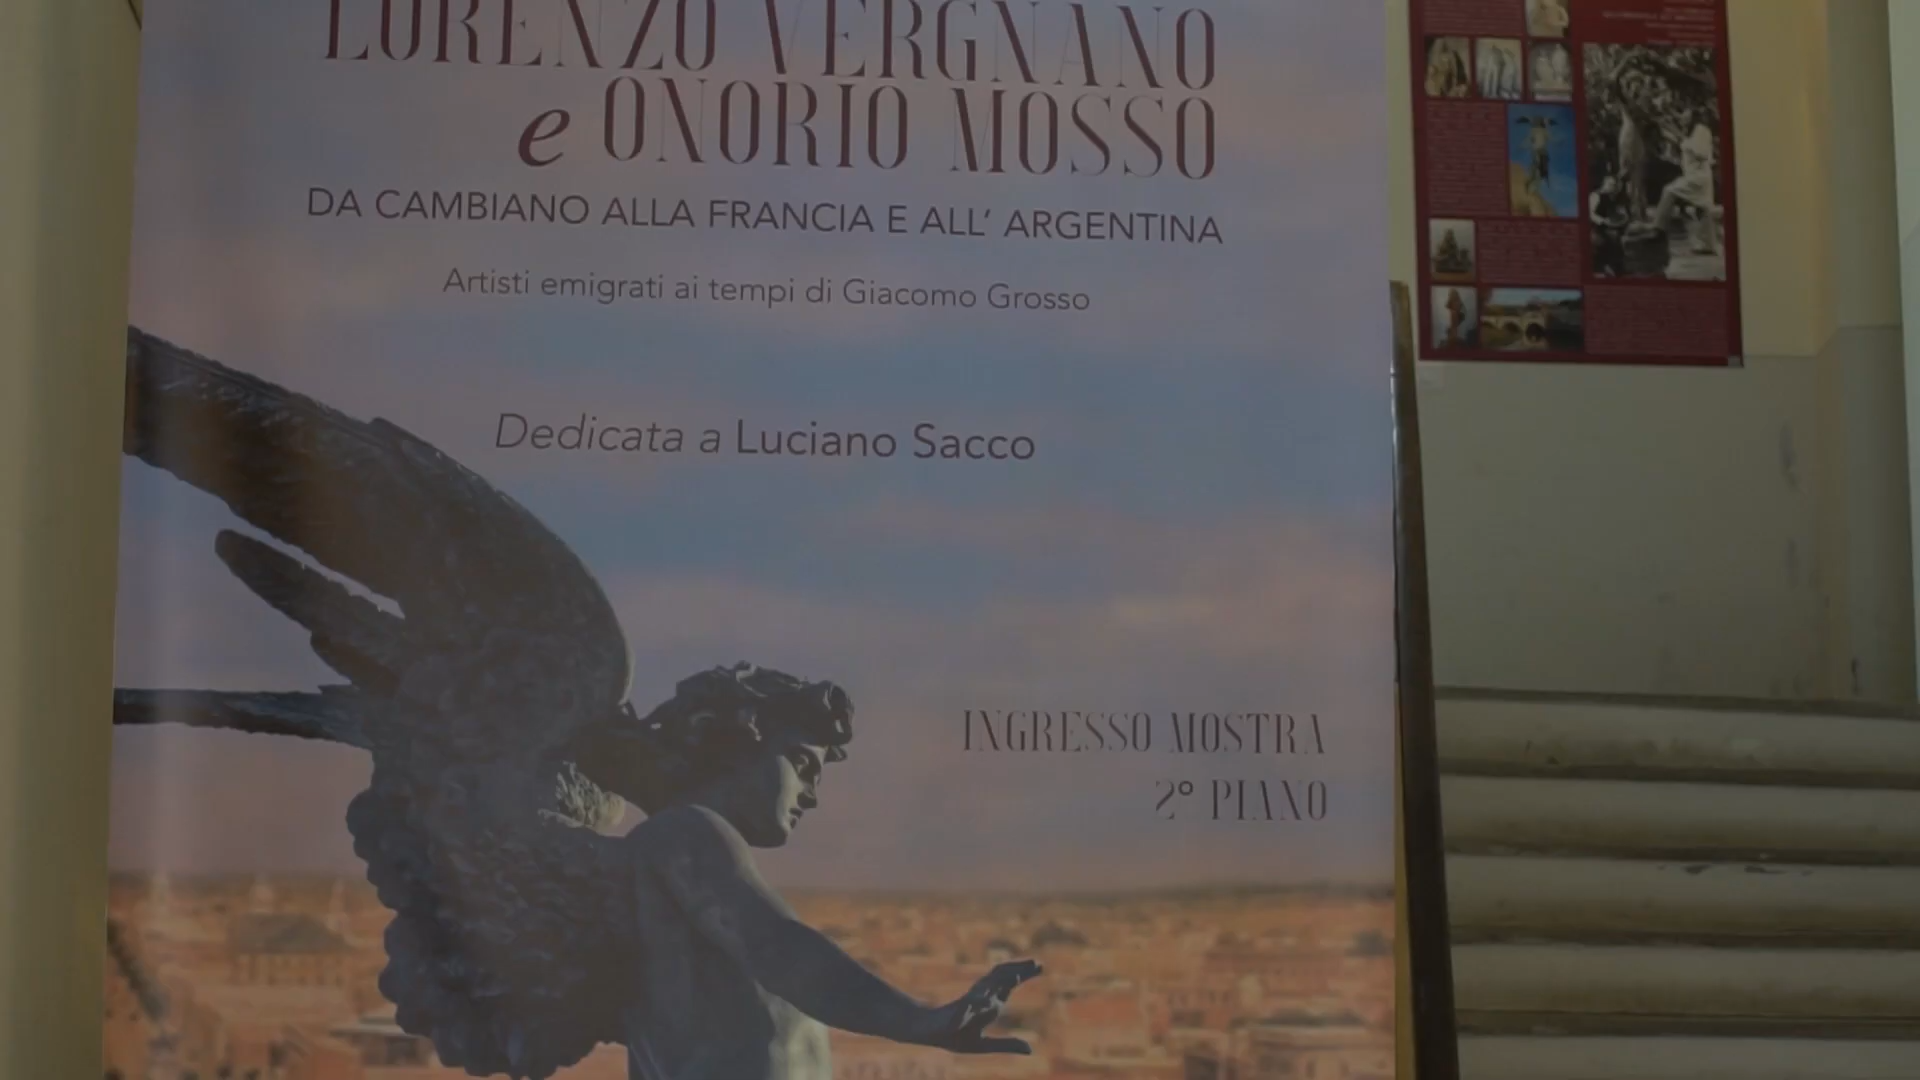 LORENZO VERGNANO
e ONORIO MOSSO
DA CAMBIANO ALLA FRANCIA E ALL' ARGENTINA
Artisti emigrati ai tempi di Giacomo Grosso
Dedicata a Luciano Sacco
INGRESSO MOSTRA
2° PIANO